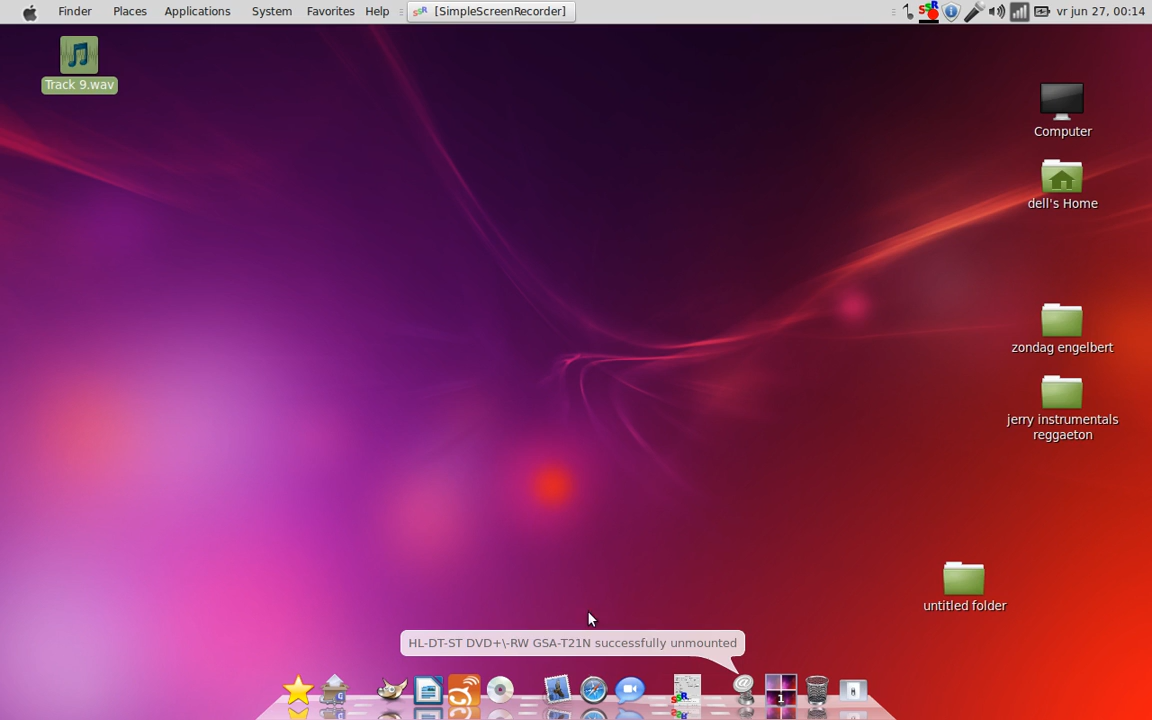 Finder Places Applications System Favorites Help [SimpleScreenRecorder] vr jun 27, 00:14
Track 9.wav
Computer
dell's Home
zondag engelbert
jerry instrumentals
reggaeton
untitled folder
HL-DT-ST DVD+\-RW GSA-T21N successfully unmounted
1